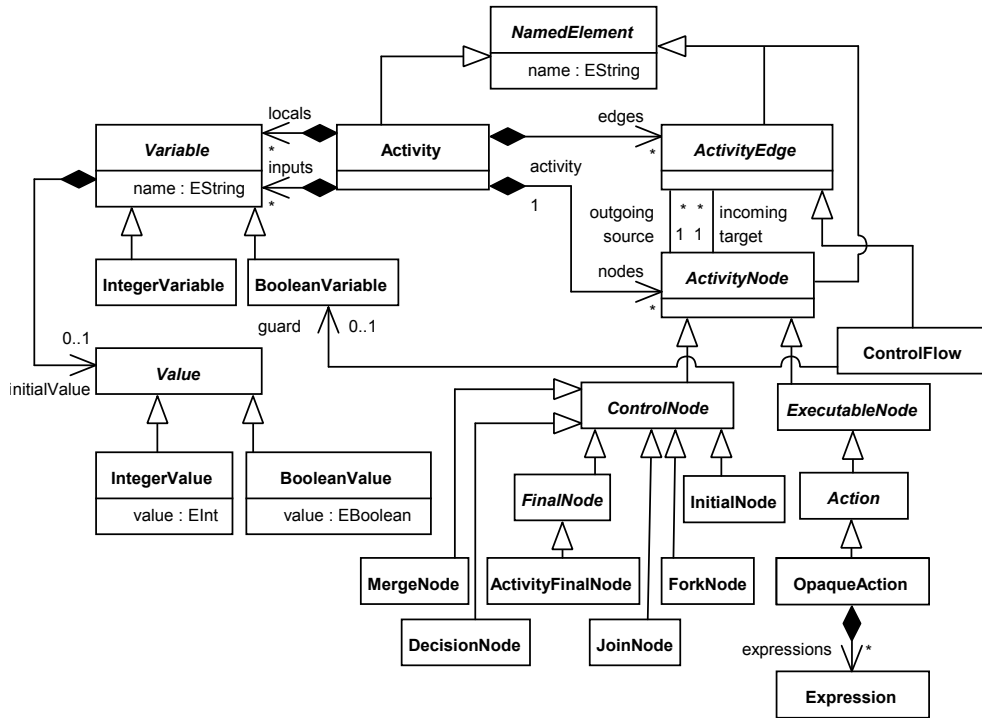 NamedElement
name : EString
locals
*
inputs
*
Variable
name : EString
Activity
edges
*
activity
1
ActivityEdge
outgoing
*
*
incoming
source
1
1
target
nodes
*
ActivityNode
IntegerVariable
BooleanVariable
guard
0..1
ControlFlow
0..1
initialValue
Value
ControlNode
ExecutableNode
IntegerValue
value : EInt
BooleanValue
value : EBoolean
FinalNode
InitialNode
Action
MergeNode
ActivityFinalNode
ForkNode
OpaqueAction
DecisionNode
JoinNode
expressions
*
Expression